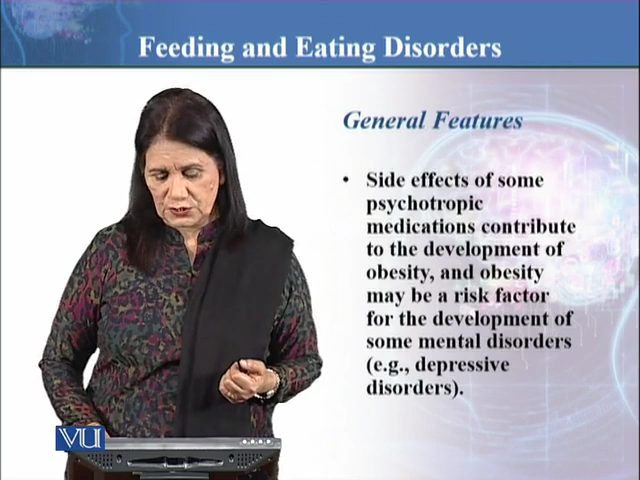 Feeding and Eating Disorders
General Features
• Side effects of some
psychotropic
medications contribute
to the development of
obesity, and obesity
may be a risk factor
for the development of
some mental disorders
(e.g., depressive
disorders).
VU